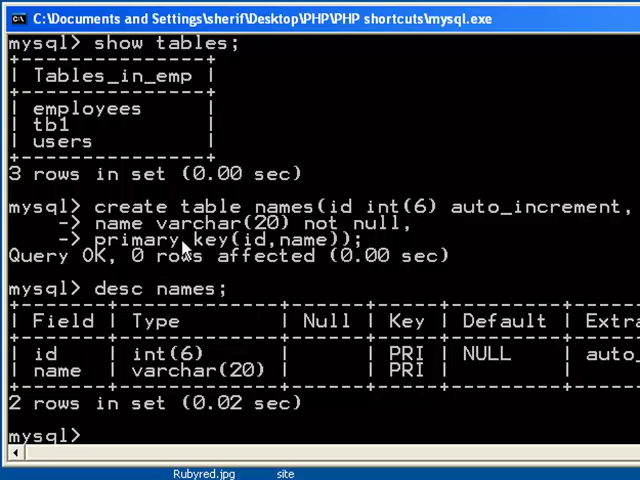 C:\Documents and Settings\sherif\Desktop\PHP\PHP shortcuts\mysql.exe
mysql> show tables;
+---------------+
| Tables_in_emp |
+---------------+
| employees     |
| tb1           |
| users         |
+---------------+
3 rows in set (0.00 sec)
mysql> create table names(id int(6) auto_increment,
    -> name varchar(20) not null,
    -> primary key(id,name));
Query OK, 0 rows affected (0.00 sec)
mysql> desc names;
+-------+-------------+------+-----+---------+------
| Field | Type        | Null | Key | Default | Extra
+-------+-------------+------+-----+---------+------
| id    | int(6)      |      | PRI | NULL    | auto_
| name  | varchar(20) |      | PRI |         |
+-------+-------------+------+-----+---------+------
2 rows in set (0.02 sec)
mysql>
Rubyred.jpg site